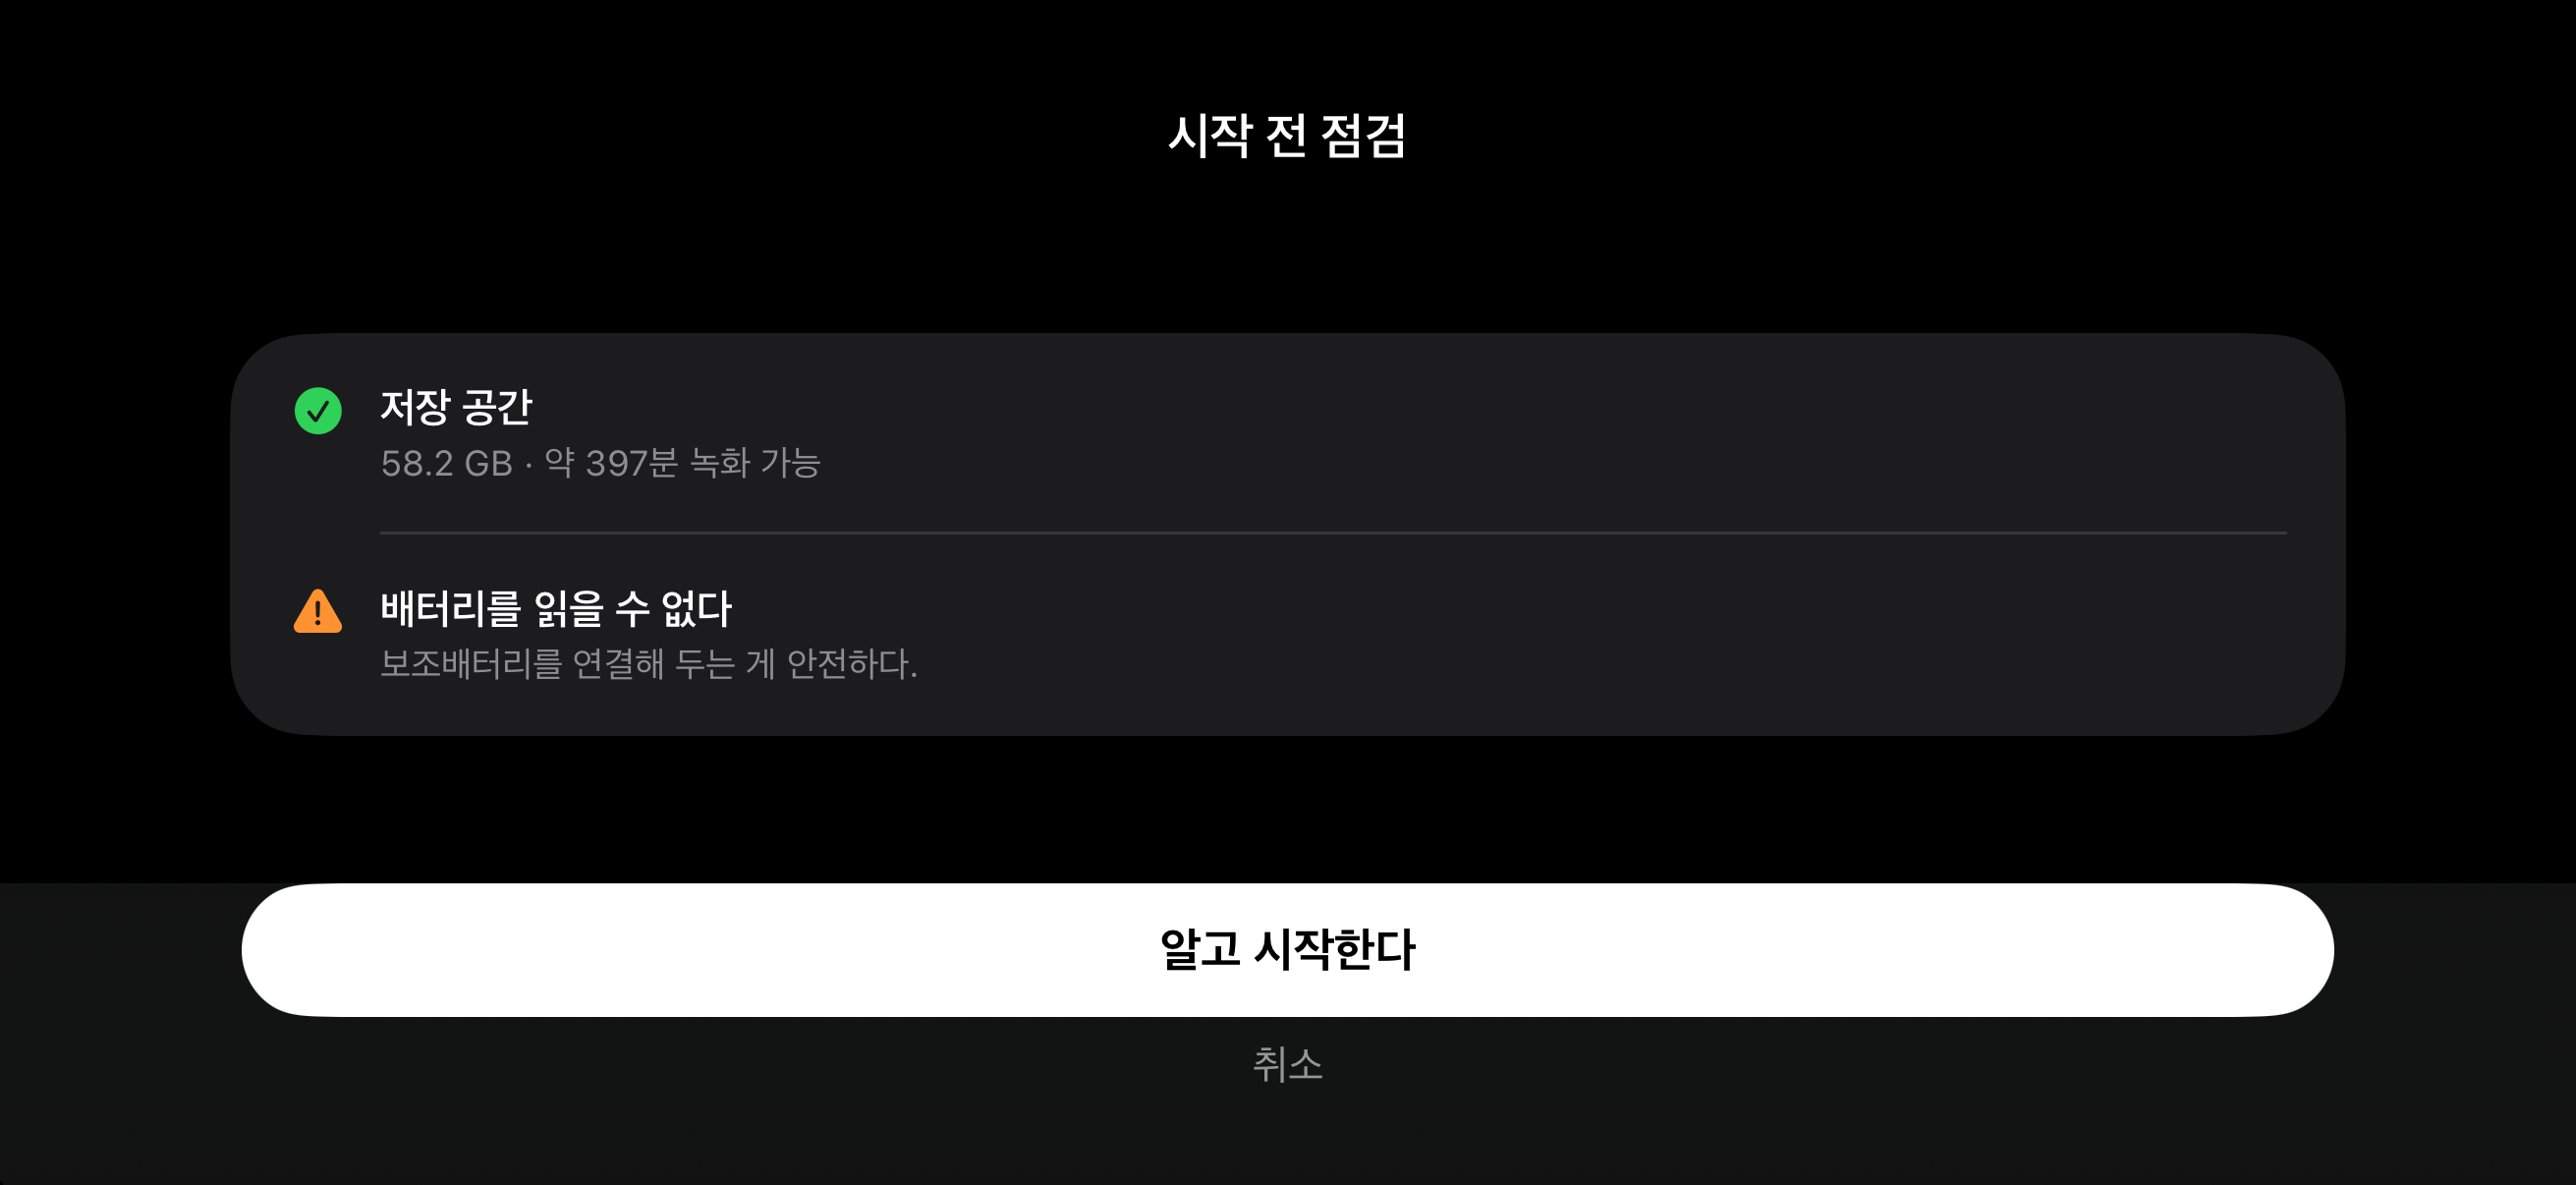 시작 전 점검
저장 공간
58.2 GB · 약 397분 녹화 가능
배터리를 읽을 수 없다
보조배터리를 연결해 두는 게 안전하다.
알고 시작한다
취소